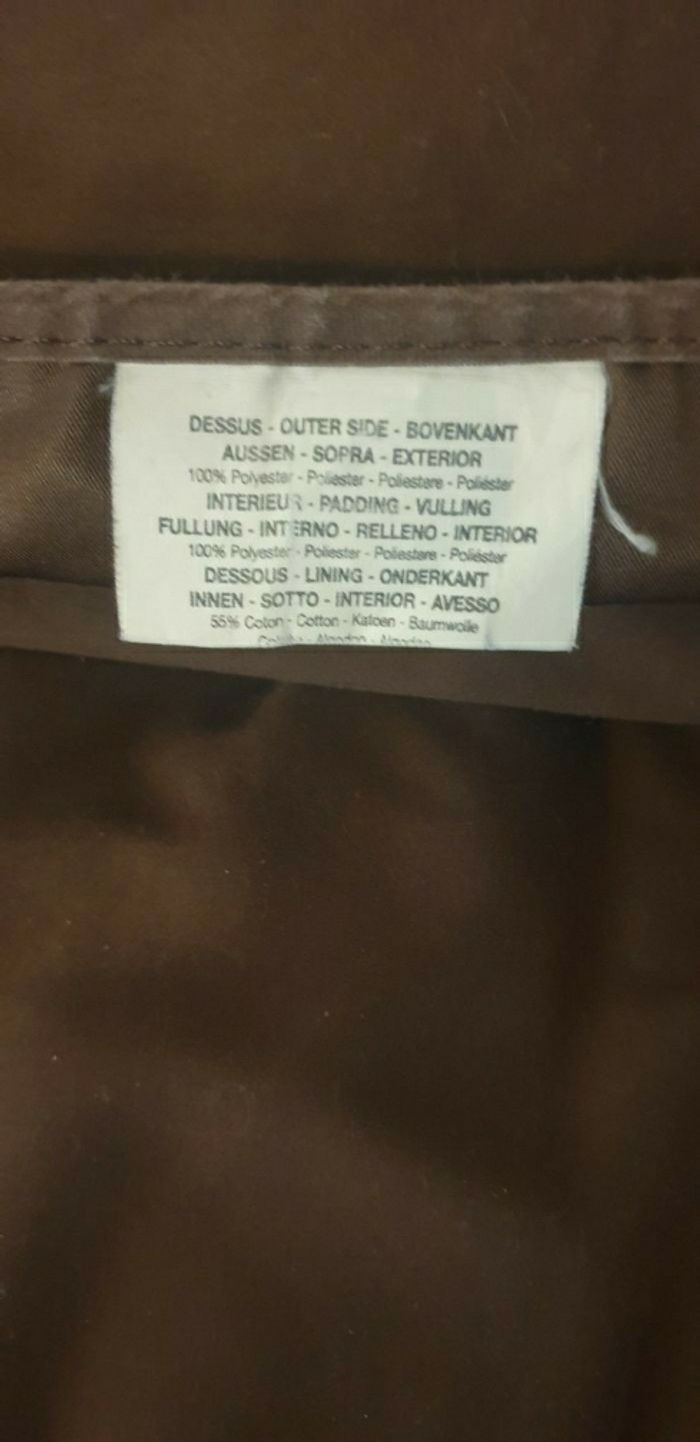 DESSUS - OUTER SIDE - BOVENKANT
AUSSEN - SOPRA - EXTERIOR
100% Polyester - Poliester - Poliestere - Poliéster
INTERIEUR - PADDING - VULLING
FULLUNG - INTERNO - RELLENO - INTERIOR
100% Polyester - Poliester - Poliestere - Poliéster
DESSOUS - LINING - ONDERKANT
INNEN - SOTTO - INTERIOR - AVESSO
55% Coton - Cotton - Katoen - Baumwolle
- Algodon -